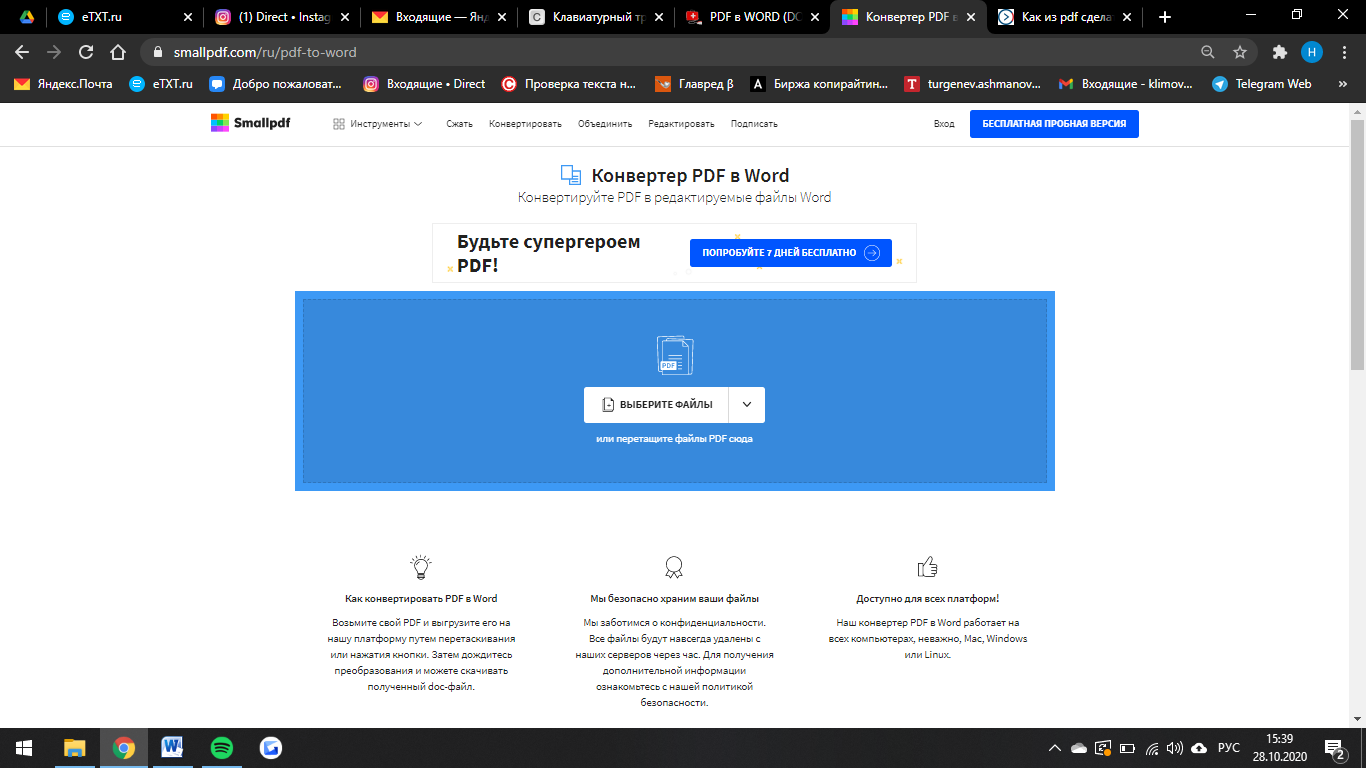 eTXT.ru
(1) Direct • Instag
Входящие — Янд
Клавиатурный тр
PDF в WORD (DO
Конвертер PDF в
Как из pdf сдела
smallpdf.com/ru/pdf-to-word
Н
Яндекс.Почта
eTXT.ru
Добро пожаловат...
Входящие • Direct
Проверка текста н...
Главред β
Биржа копирайтин...
turgenev.ashmanov...
Входящие - klimov...
Telegram Web
Smallpdf
Инструменты
Сжать
Конвертировать
Объединить
Редактировать
Подписать
Вход
БЕСПЛАТНАЯ ПРОБНАЯ ВЕРСИЯ
Конвертер PDF в Word
Конвертируйте PDF в редактируемые файлы Word
Будьте супергероем
PDF!
ПОПРОБУЙТЕ 7 ДНЕЙ БЕСПЛАТНО
PDF
ВЫБЕРИТЕ ФАЙЛЫ
или перетащите файлы PDF сюда
Как конвертировать PDF в Word
Возьмите свой PDF и выгрузите его на
нашу платформу путем перетаскивания
или нажатия кнопки. Затем дождитесь
преобразования и можете скачивать
полученный doc-файл.
Мы безопасно храним ваши файлы
Мы заботимся о конфиденциальности.
Все файлы будут навсегда удалены с
наших серверов через час. Для получения
дополнительной информации
ознакомьтесь с нашей политикой
безопасности.
Доступно для всех платформ!
Наш конвертер PDF в Word работает на
всех компьютерах, неважно, Mac, Windows
или Linux.
РУС
15:39
28.10.2020
2